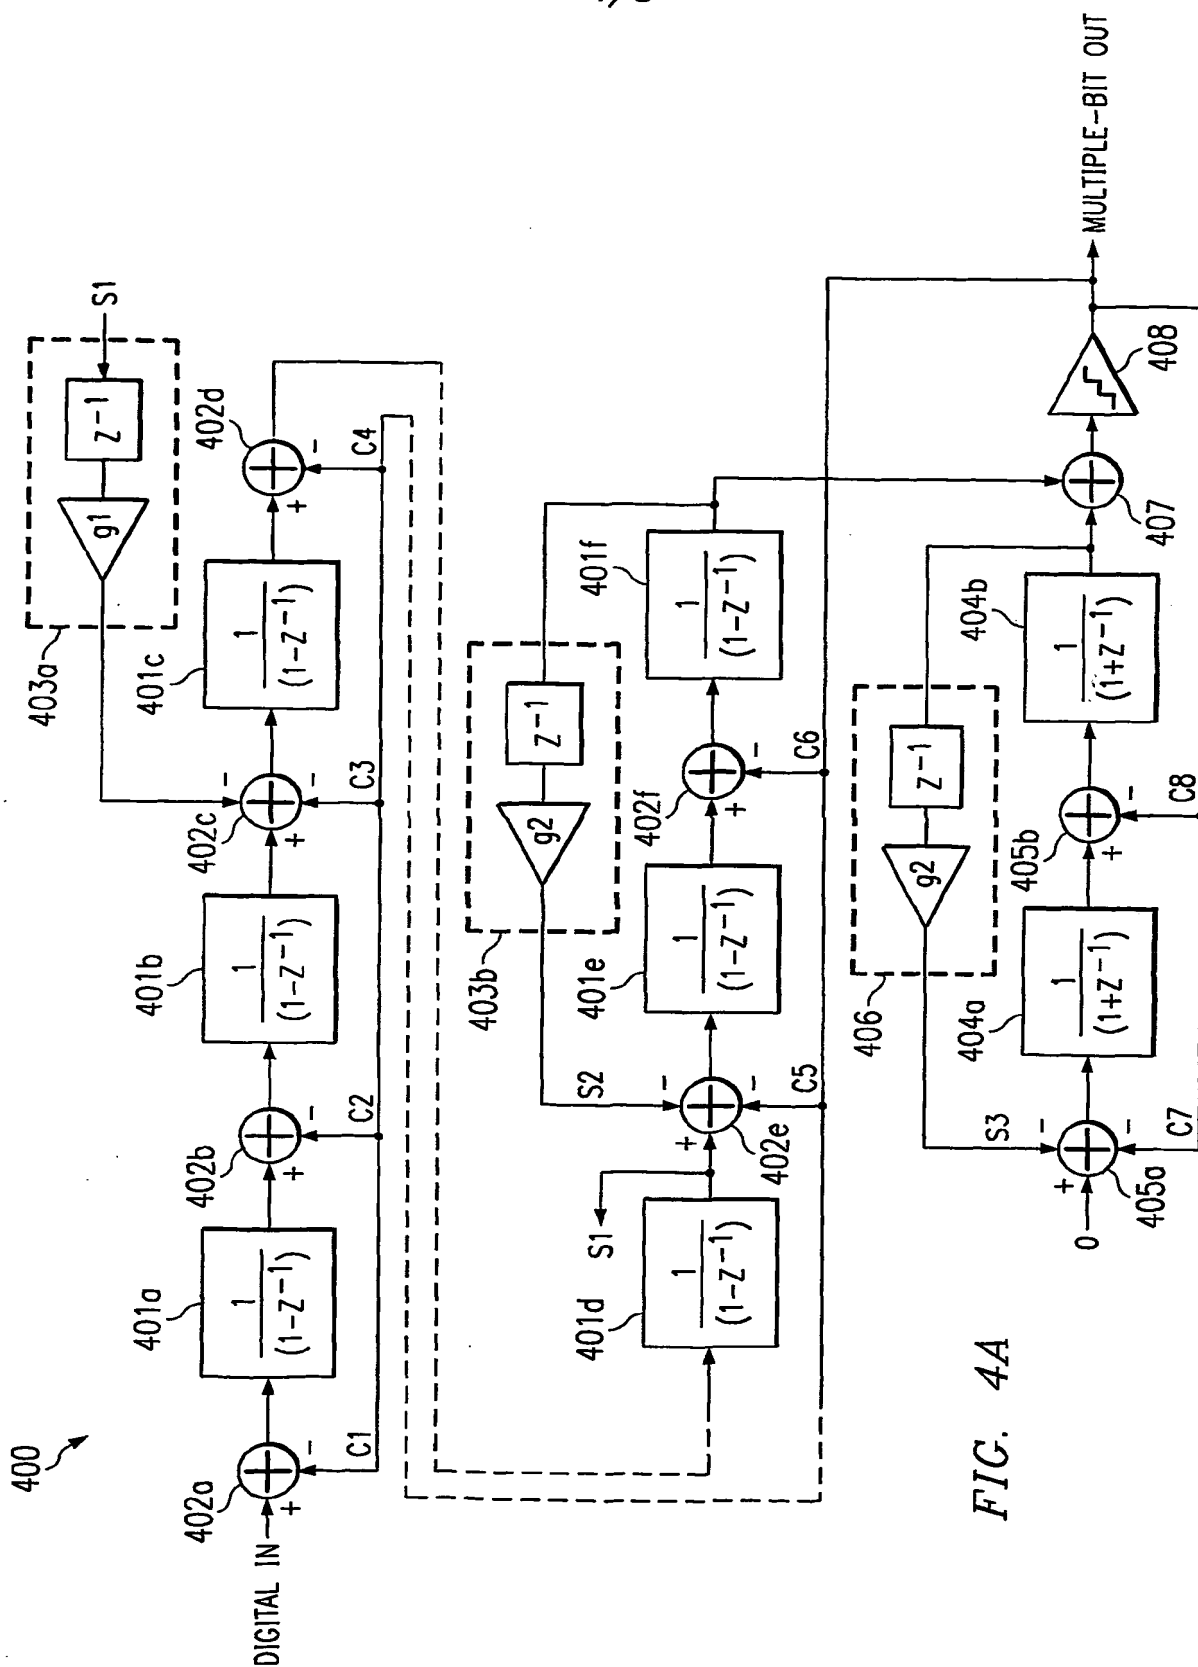 400
DIGITAL IN
402a
+
-
C1
401a
1
(1-Z⁻¹)
402b
+
-
C2
401b
1
(1-Z⁻¹)
402c
+
-
-
C3
401c
1
(1-Z⁻¹)
402d
+
-
C4
403a
g1
Z⁻¹
S1
401d
1
(1-Z⁻¹)
S1
402e
+
-
-
S2
C5
401e
1
(1-Z⁻¹)
402f
+
-
C6
401f
1
(1-Z⁻¹)
403b
g2
Z⁻¹
0
405a
+
-
-
S3
C7
404a
1
(1+Z⁻¹)
405b
+
-
C8
404b
1
(1+Z⁻¹)
406
g2
Z⁻¹
407
408
MULTIPLE-BIT OUT
FIG. 4A